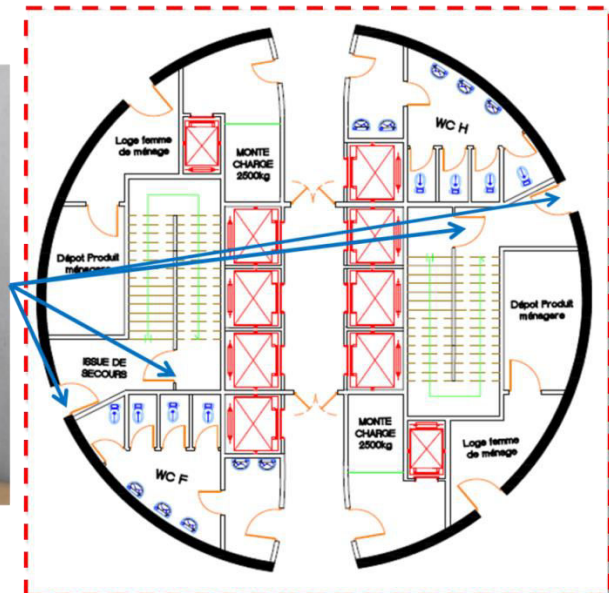 WC H
Loge femme
de ménage
MONTE
CHARGE
2500kg
Dépot Produit
ménagere
Dépot Produit
ménagere
ISSUE DE
SECOURS
MONTE
CHARGE
2500kg
Loge femme
de ménage
WC F